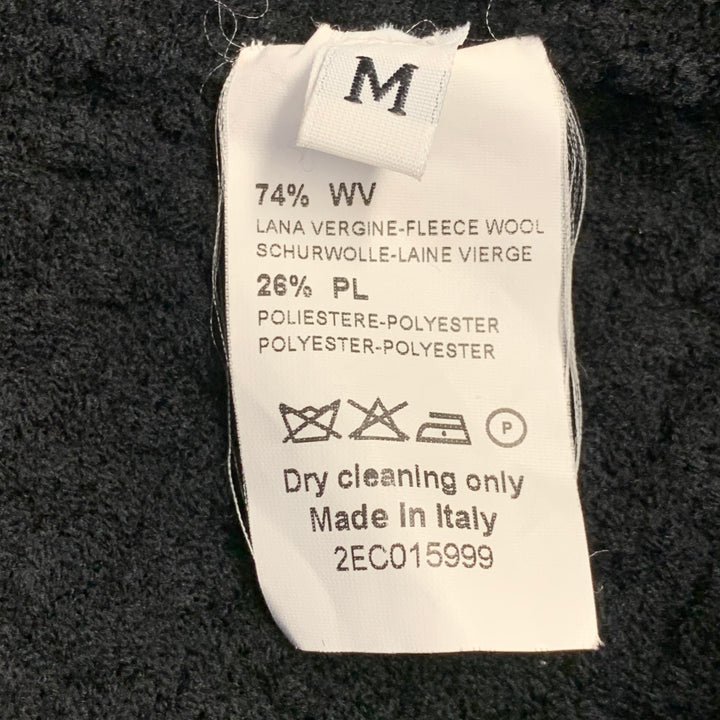 M
74% WV
LANA VERGINE-FLEECE WOOL
SCHURWOLLE-LAINE VIERGE
26% PL
POLIESTERE-POLYESTER
POLYESTER-POLYESTER
P
Dry cleaning only
Made In Italy
2EC015999